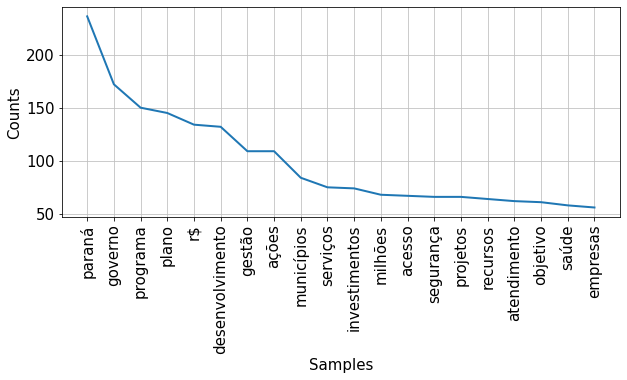 200
150
100
50
Counts
paraná
governo
programa
plano
r$
desenvolvimento
gestão
ações
municípios
serviços
investimentos
milhões
acesso
segurança
projetos
recursos
atendimento
objetivo
saúde
empresas
Samples